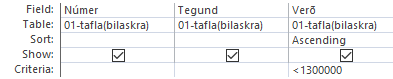 Field: Númer Tegund Verð
Table: 01-tafla(bilaskra) 01-tafla(bilaskra) 01-tafla(bilaskra)
Sort: Ascending
Show:
Criteria: <1300000